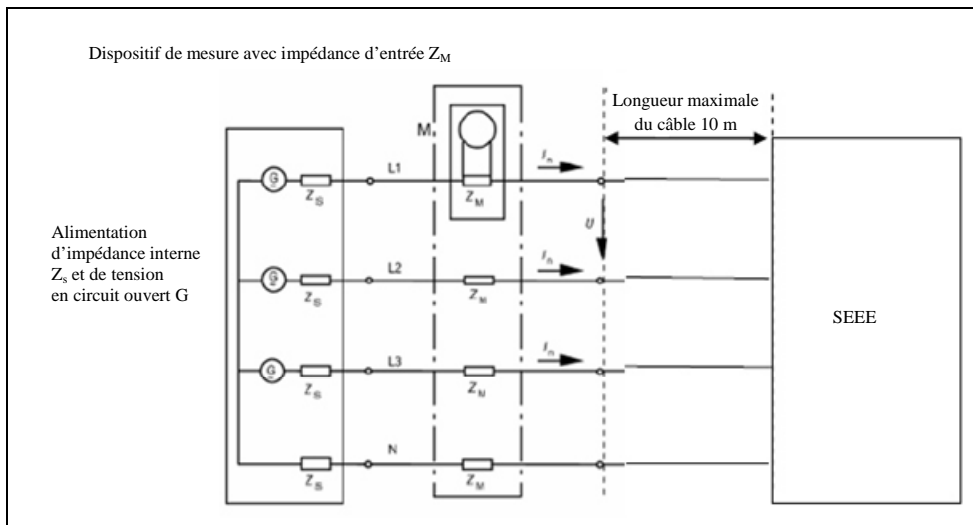 Dispositif de mesure avec impédance d'entrée Z_M
Longueur maximale
du câble 10 m
M
L1
I_n
G
Z_S
Z_M
U
Alimentation
d'impédance interne
Z_s et de tension
en circuit ouvert G
L2
I_n
G
Z_S
Z_M
SEEE
L3
I_n
G
Z_S
Z_M
N
Z_S
Z_M